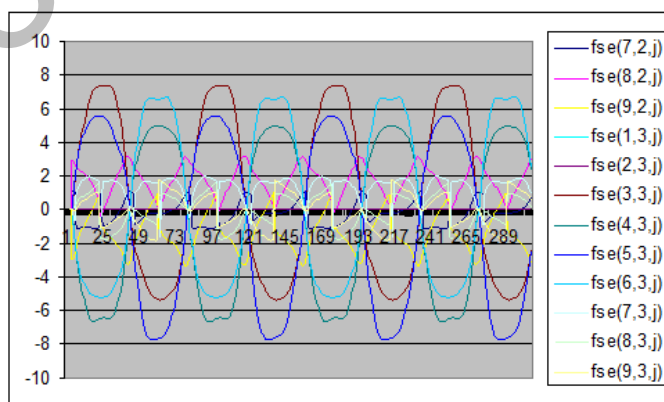 10
8
6
4
2
0
-2
-4
-6
-8
-10
1 25 49 73 97 121 145 169 193 217 241 265 289
fse(7,2,j)
fse(8,2,j)
fse(9,2,j)
fse(1,3,j)
fse(2,3,j)
fse(3,3,j)
fse(4,3,j)
fse(5,3,j)
fse(6,3,j)
fse(7,3,j)
fse(8,3,j)
fse(9,3,j)